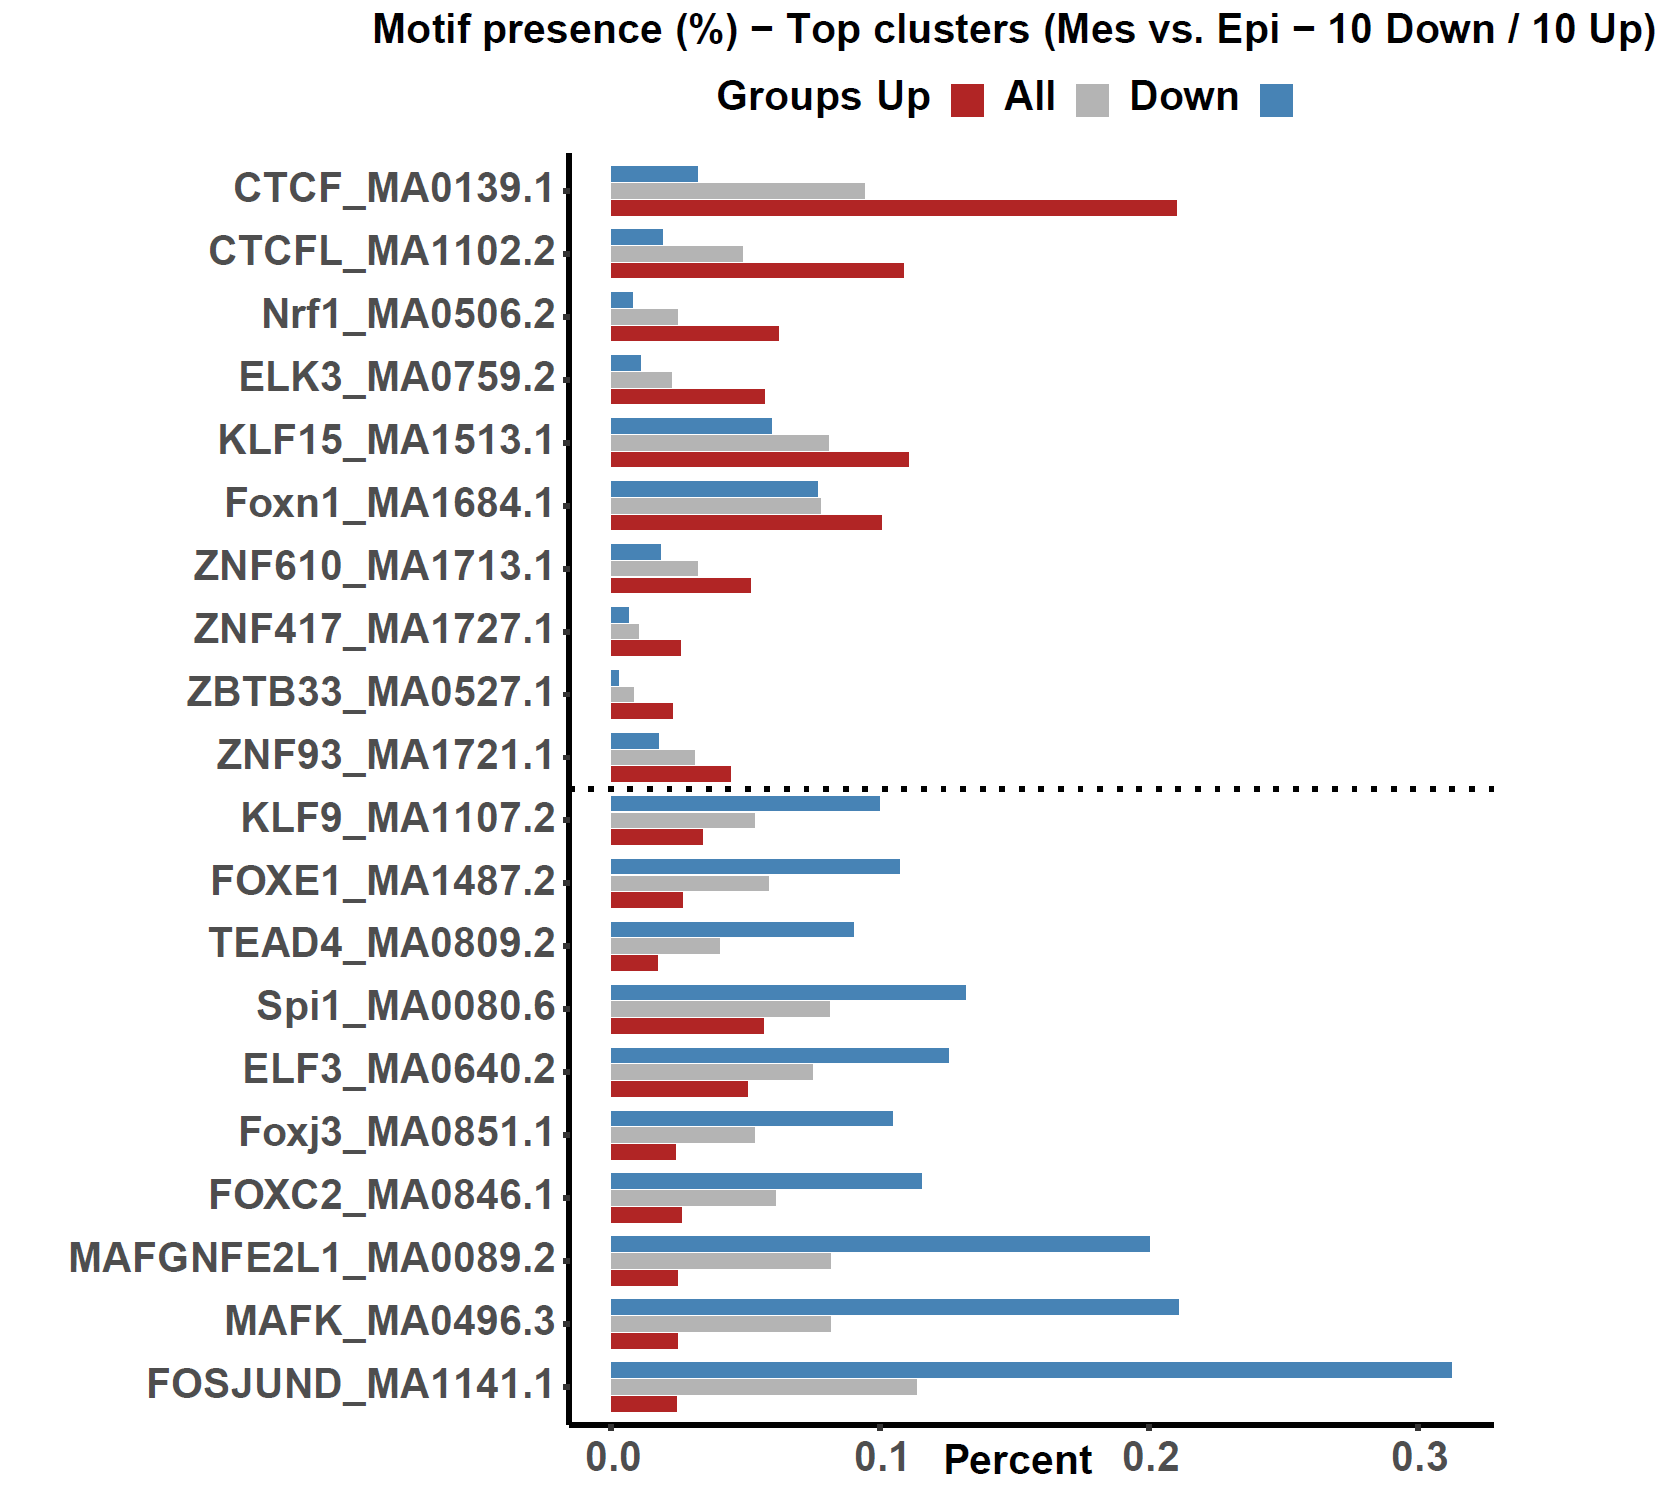 Motif presence (%) − Top clusters (Mes vs. Epi − 10 Down / 10 Up)
Groups Up All Down
CTCF_MA0139.1
CTCFL_MA1102.2
Nrf1_MA0506.2
ELK3_MA0759.2
KLF15_MA1513.1
Foxn1_MA1684.1
ZNF610_MA1713.1
ZNF417_MA1727.1
ZBTB33_MA0527.1
ZNF93_MA1721.1
KLF9_MA1107.2
FOXE1_MA1487.2
TEAD4_MA0809.2
Spi1_MA0080.6
ELF3_MA0640.2
Foxj3_MA0851.1
FOXC2_MA0846.1
MAFGNFE2L1_MA0089.2
MAFK_MA0496.3
FOSJUND_MA1141.1
0.0 0.1 Percent 0.2 0.3